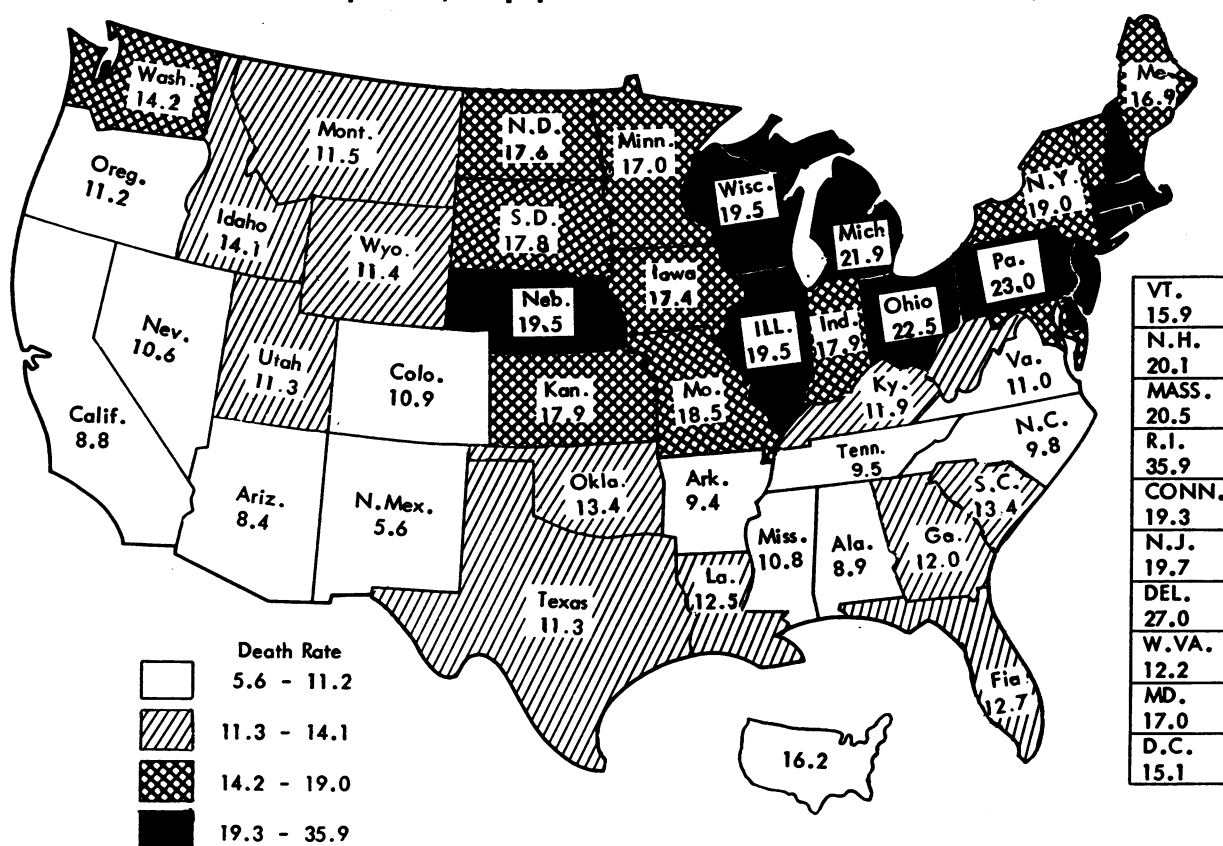 Wash.
14.2
Oreg.
11.2
Calif.
8.8
Nev.
10.6
Idaho
14.1
Mont.
11.5
Wyo.
11.4
Utah
11.3
Colo.
10.9
Ariz.
8.4
N.Mex.
5.6
N.D.
17.6
S.D.
17.8
Neb.
19.5
Kan.
17.9
Okla.
13.4
Texas
11.3
Minn.
17.0
Iowa
17.4
Mo.
18.5
Ark.
9.4
La.
12.5
Wisc.
19.5
ILL.
19.5
Mich
21.9
Ind.
17.9
Ohio
22.5
Ky.
11.9
Tenn.
9.5
Miss.
10.8
Ala.
8.9
Ga.
12.0
Fla
12.7
S.C.
13.4
N.C.
9.8
Va.
11.0
Pa.
23.0
N.Y.
19.0
Me
16.9
VT.
15.9
N.H.
20.1
MASS.
20.5
R.I.
35.9
CONN.
19.3
N.J.
19.7
DEL.
27.0
W.VA.
12.2
MD.
17.0
D.C.
15.1
Death Rate
5.6 - 11.2
11.3 - 14.1
14.2 - 19.0
19.3 - 35.9
16.2